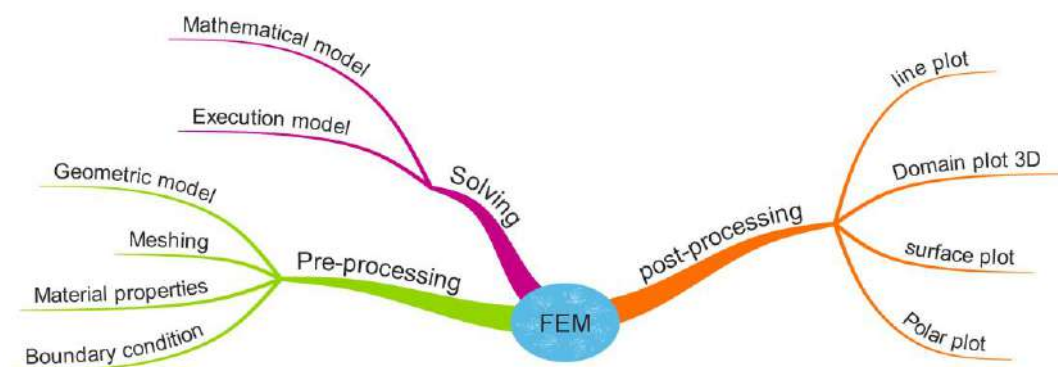 Mathematical model
Execution model
Solving
Geometric model
Meshing
Material properties
Boundary condition
Pre-processing
FEM
post-processing
line plot
Domain plot 3D
surface plot
Polar plot